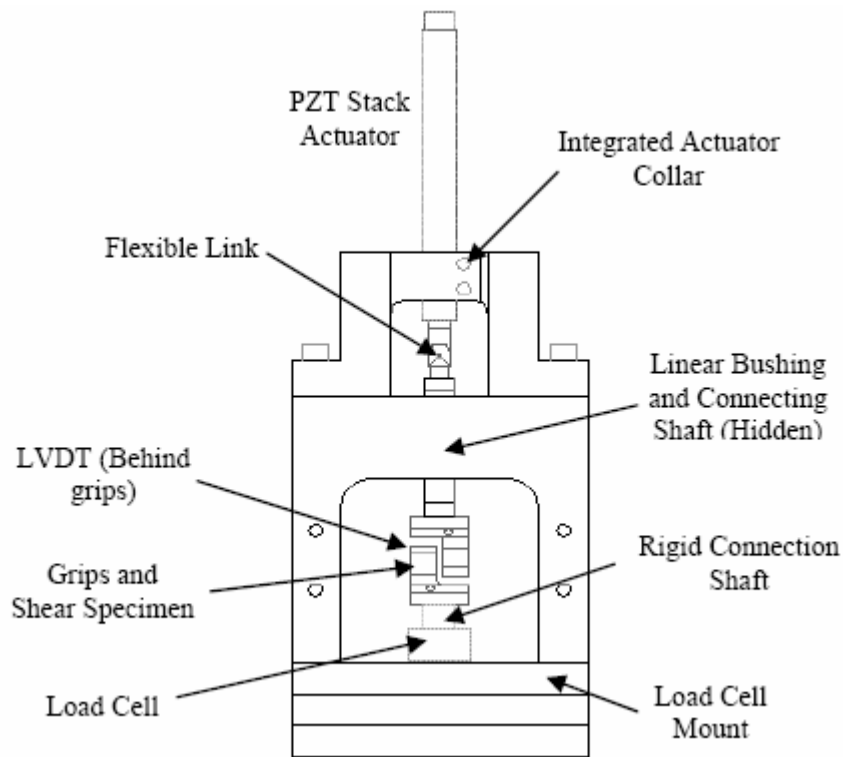 PZT Stack
Actuator
Integrated Actuator
Collar
Flexible Link
Linear Bushing
and Connecting
Shaft (Hidden)
LVDT (Behind
grips)
Rigid Connection
Shaft
Grips and
Shear Specimen
Load Cell
Load Cell
Mount